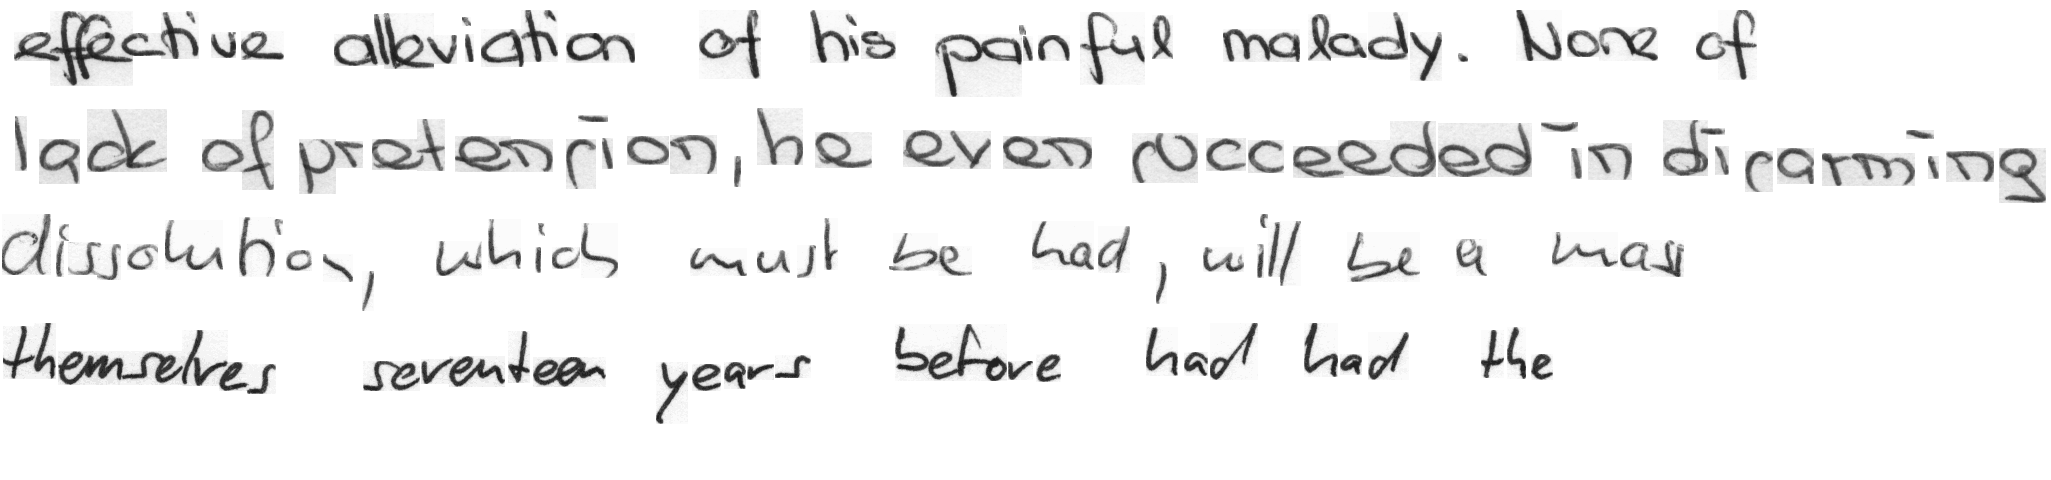 effective alleviation of his painful malady. None of
lack of pretension, he even succeeded in disarming
dissolution, which must be had, will be a mass
themselves seventeen years before had had the